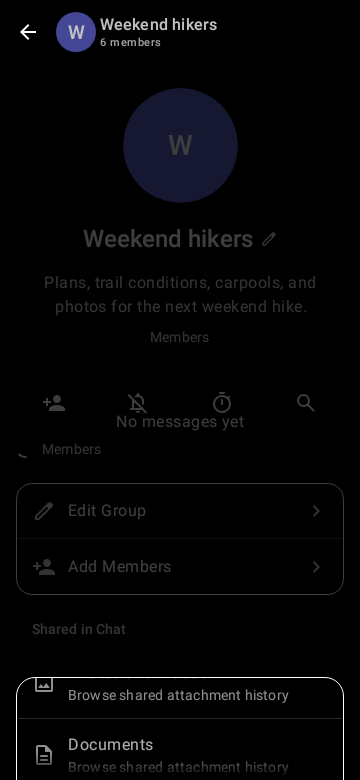 W
Weekend hikers
6 members
W
Weekend hikers
Plans, trail conditions, carpools, and
photos for the next weekend hike.
Members
No messages yet
Members
Edit Group
Add Members
Shared in Chat
Browse shared attachment history
Documents
Browse shared attachment history